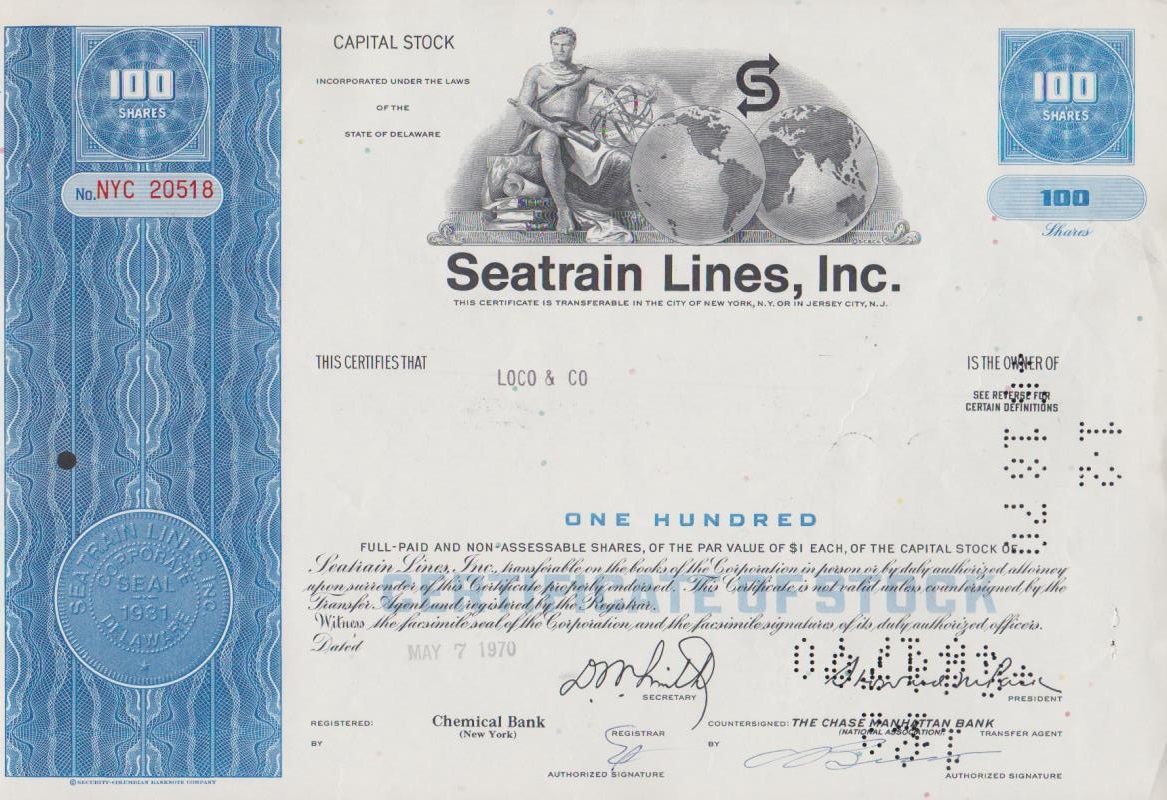 100
SHARES
No. NYC 20518
CAPITAL STOCK
INCORPORATED UNDER THE LAWS
OF THE
STATE OF DELAWARE
S
100
SHARES
100
Shares
Seatrain Lines, Inc.
THIS CERTIFICATE IS TRANSFERABLE IN THE CITY OF NEW YORK, N.Y. OR IN JERSEY CITY, N.J.
THIS CERTIFIES THAT
LOCO & CO
IS THE OWNER OF
SEE REVERSE FOR
CERTAIN DEFINITIONS
ONE HUNDRED
FULL-PAID AND NON-ASSESSABLE SHARES, OF THE PAR VALUE OF $1 EACH, OF THE CAPITAL STOCK OF
Seatrain Lines, Inc., transferable on the books of the Corporation in person or by duly authorized attorney
upon surrender of this Certificate properly endorsed. This Certificate is not valid unless countersigned by the
Transfer Agent and registered by the Registrar.
CERTIFICATE OF STOCK
Witness the facsimile seal of the Corporation and the facsimile signatures of its duly authorized officers.
Dated
MAY 7 1970
SEATRAIN LINES, INC.
CORPORATE
SEAL
1931
DELAWARE
SECRETARY
PRESIDENT
REGISTERED:
Chemical Bank
(New York)
REGISTRAR
BY
AUTHORIZED SIGNATURE
COUNTERSIGNED: THE CHASE MANHATTAN BANK
(NATIONAL ASSOCIATION)
TRANSFER AGENT
BY
AUTHORIZED SIGNATURE
© SECURITY-COLUMBIAN BANKNOTE COMPANY